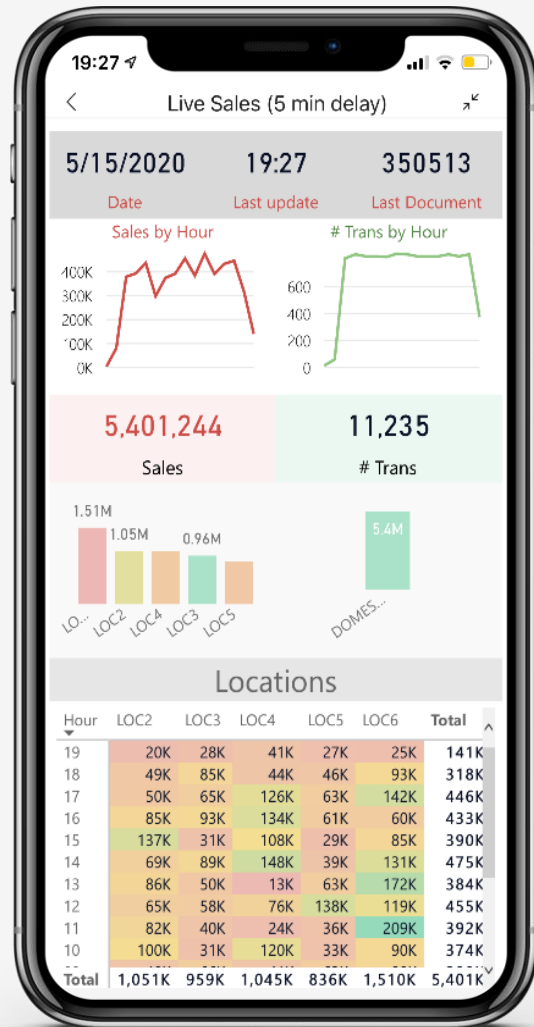 19:27
Live Sales (5 min delay)
5/15/2020 19:27 350513
Date Last update Last Document
Sales by Hour # Trans by Hour
400K
300K
200K
100K
0K
600
400
200
0
5,401,244 11,235
Sales # Trans
1.51M
1.05M
0.96M
5.4M
LO... LOC2 LOC4 LOC3 LOC5
DOMES...
Locations
Hour LOC2 LOC3 LOC4 LOC5 LOC6 Total
19 20K 28K 41K 27K 25K 141K
18 49K 85K 44K 46K 93K 318K
17 50K 65K 126K 63K 142K 446K
16 85K 93K 134K 61K 60K 433K
15 137K 31K 108K 29K 85K 390K
14 69K 89K 148K 39K 131K 475K
13 86K 50K 13K 63K 172K 384K
12 65K 58K 76K 138K 119K 455K
11 82K 40K 24K 36K 209K 392K
10 100K 31K 120K 33K 90K 374K
Total 1,051K 959K 1,045K 836K 1,510K 5,401K